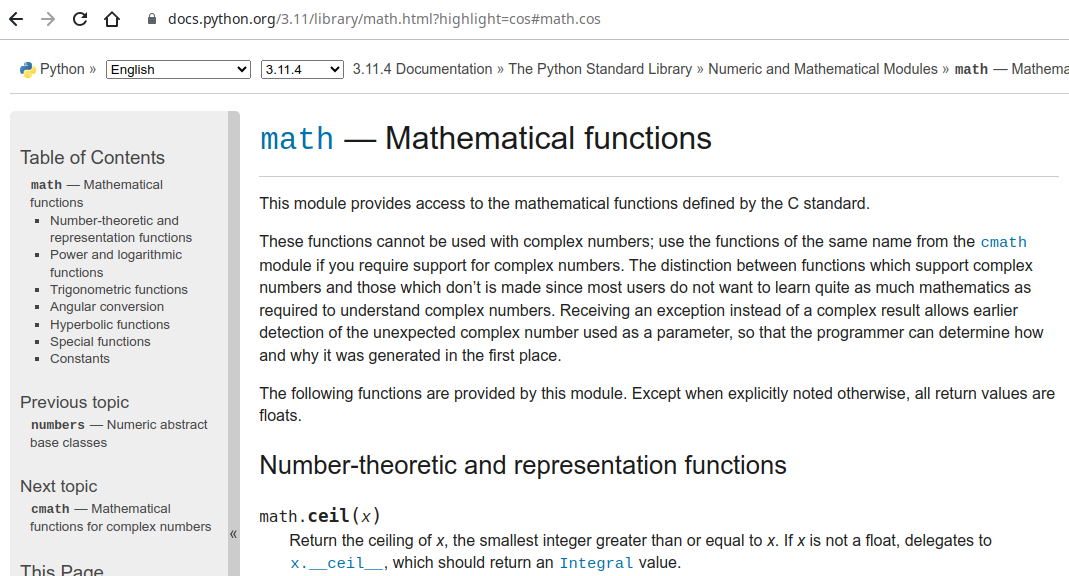 docs.python.org/3.11/library/math.html?highlight=cos#math.cos
Python » English 3.11.4 3.11.4 Documentation » The Python Standard Library » Numeric and Mathematical Modules » math — Mathema
Table of Contents
math — Mathematical
functions
▪ Number-theoretic and
representation functions
▪ Power and logarithmic
functions
▪ Trigonometric functions
▪ Angular conversion
▪ Hyperbolic functions
▪ Special functions
▪ Constants
Previous topic
numbers — Numeric abstract
base classes
Next topic
cmath — Mathematical
functions for complex numbers
This Page
«
math — Mathematical functions
This module provides access to the mathematical functions defined by the C standard.
These functions cannot be used with complex numbers; use the functions of the same name from the cmath
module if you require support for complex numbers. The distinction between functions which support complex
numbers and those which don’t is made since most users do not want to learn quite as much mathematics as
required to understand complex numbers. Receiving an exception instead of a complex result allows earlier
detection of the unexpected complex number used as a parameter, so that the programmer can determine how
and why it was generated in the first place.
The following functions are provided by this module. Except when explicitly noted otherwise, all return values are
floats.
Number-theoretic and representation functions
math.ceil(x)
Return the ceiling of x, the smallest integer greater than or equal to x. If x is not a float, delegates to
x.__ceil__, which should return an Integral value.